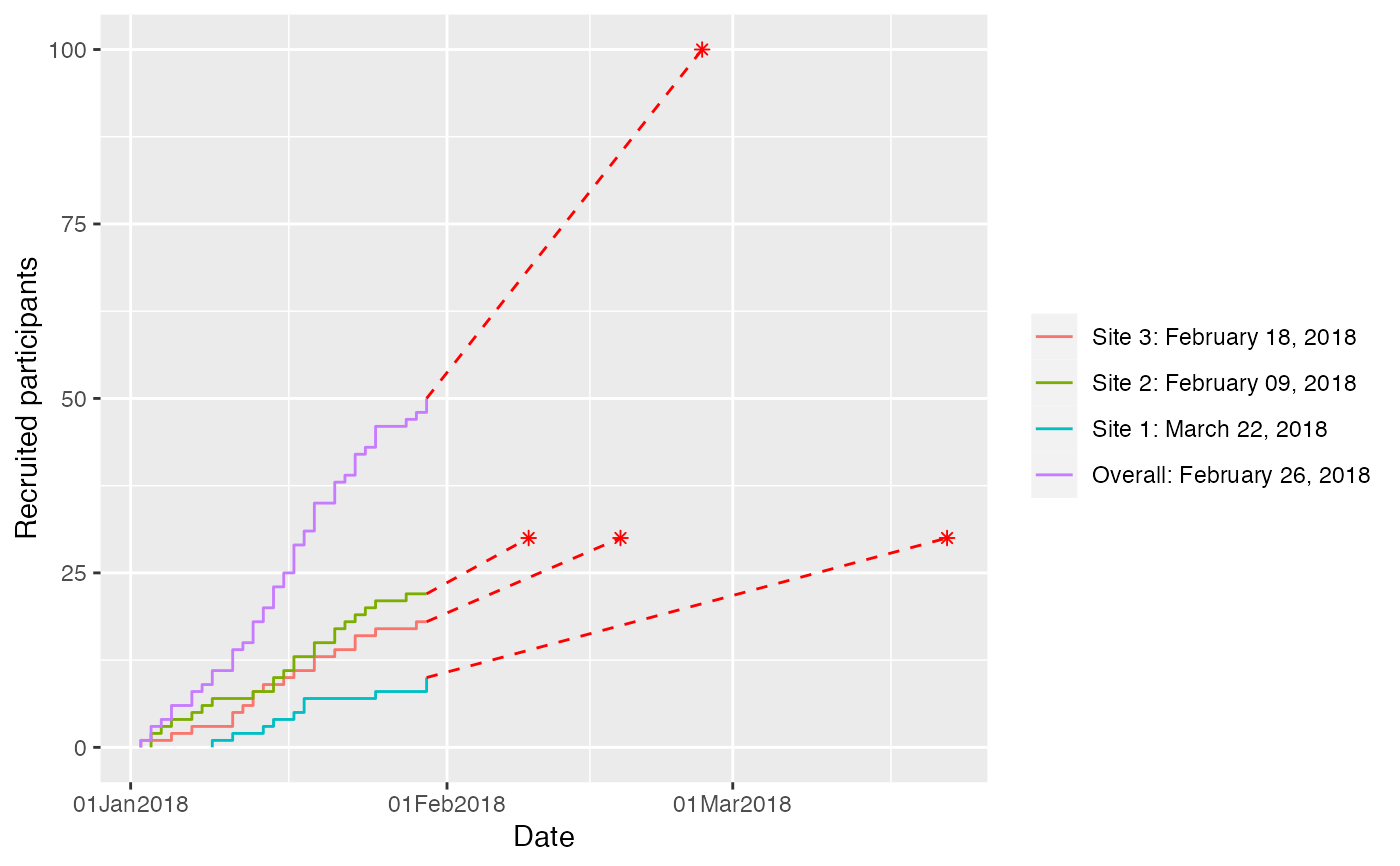 100
75
50
25
0
Recruited participants
01Jan2018
01Feb2018
01Mar2018
Date
Site 3: February 18, 2018
Site 2: February 09, 2018
Site 1: March 22, 2018
Overall: February 26, 2018